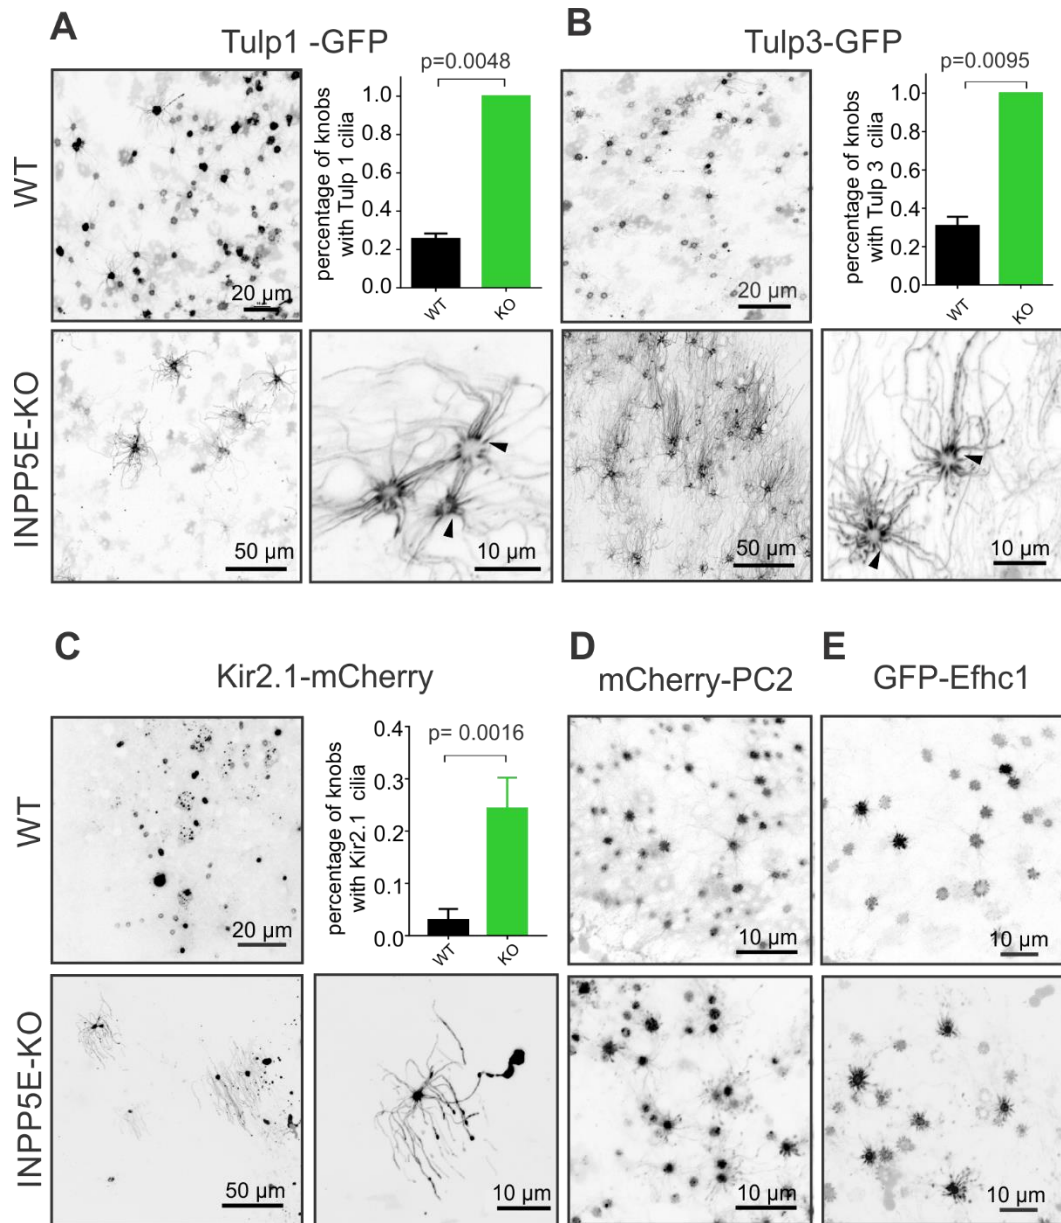 A
Tulp1 -GFP
WT
20 µm
p=0.0048
percentage of knobs
with Tulp 1 cilia
1.0
0.8
0.6
0.4
0.2
0.0
WT
KO
INPP5E-KO
50 µm
10 µm
B
Tulp3-GFP
20 µm
p=0.0095
percentage of knobs
with Tulp 3 cilia
1.0
0.8
0.6
0.4
0.2
0.0
WT
KO
50 µm
10 µm
C
Kir2.1-mCherry
WT
20 µm
p= 0.0016
percentage of knobs
with Kir2.1 cilia
0.4
0.3
0.2
0.1
0.0
WT
KO
INPP5E-KO
50 µm
10 µm
D
mCherry-PC2
10 µm
10 µm
E
GFP-Efhc1
10 µm
10 µm